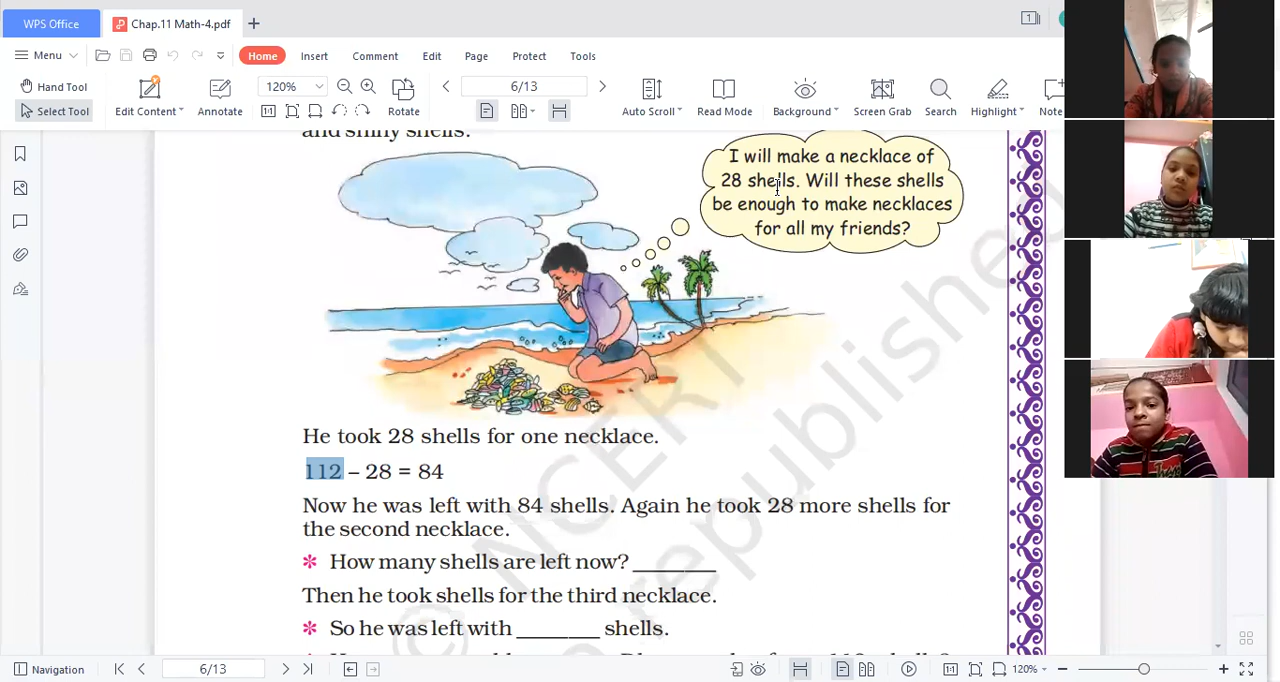 WPS Office
Chap.11 Math-4.pdf
Menu
Home Insert Comment Edit Page Protect Tools
Hand Tool
Select Tool
Edit Content
Annotate
120%
Rotate
6/13
Auto Scroll
Read Mode
Background
Screen Grab
Search
Highlight
Note
and shiny shells.
I will make a necklace of
28 shells. Will these shells
be enough to make necklaces
for all my friends?
He took 28 shells for one necklace.
112 – 28 = 84
Now he was left with 84 shells. Again he took 28 more shells for
the second necklace.
✻ How many shells are left now? ________
Then he took shells for the third necklace.
✻ So he was left with ________ shells.
© NCERT
republished
Navigation
6/13
120%